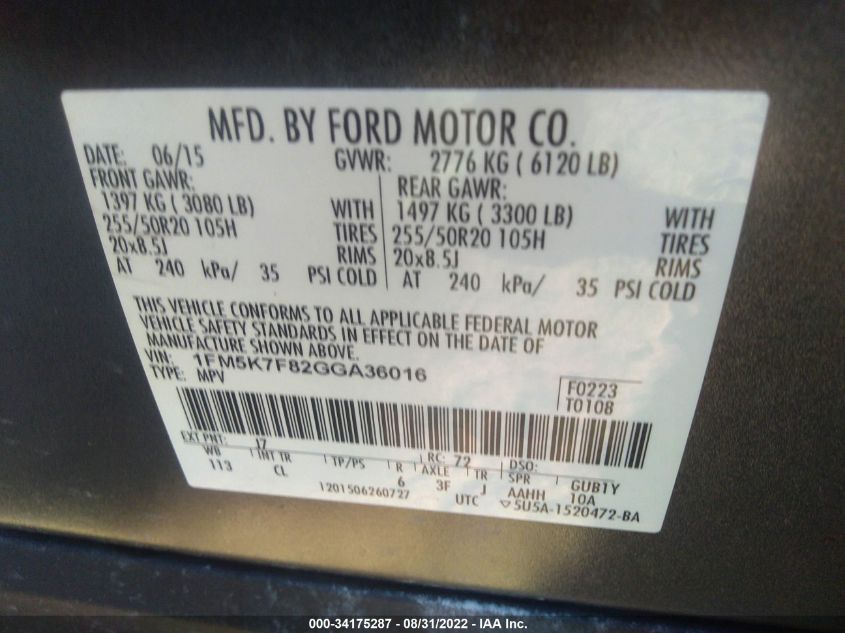 MFD. BY FORD MOTOR CO.
DATE: 06/15 GVWR: 2776 KG ( 6120 LB)
FRONT GAWR: REAR GAWR:
1397 KG ( 3080 LB) WITH 1497 KG ( 3300 LB) WITH
255/50R20 105H TIRES 255/50R20 105H TIRES
20x8.5J RIMS 20x8.5J RIMS
AT 240 kPa/ 35 PSI COLD AT 240 kPa/ 35 PSI COLD
THIS VEHICLE CONFORMS TO ALL APPLICABLE FEDERAL MOTOR
VEHICLE SAFETY STANDARDS IN EFFECT ON THE DATE OF
MANUFACTURE SHOWN ABOVE.
VIN: 1FM5K7F82GGA36016
TYPE: MPV
F0223
T0108
EXT PNT: J7 RC: 72 DSO:
WB INT TR TP/PS R AXLE TR SPR GUB1Y
113 CL 6 3F J AAHH 10A
1201506260727 UTC ▽5U5A-1520472-BA
000-34175287 - 08/31/2022 - IAA Inc.